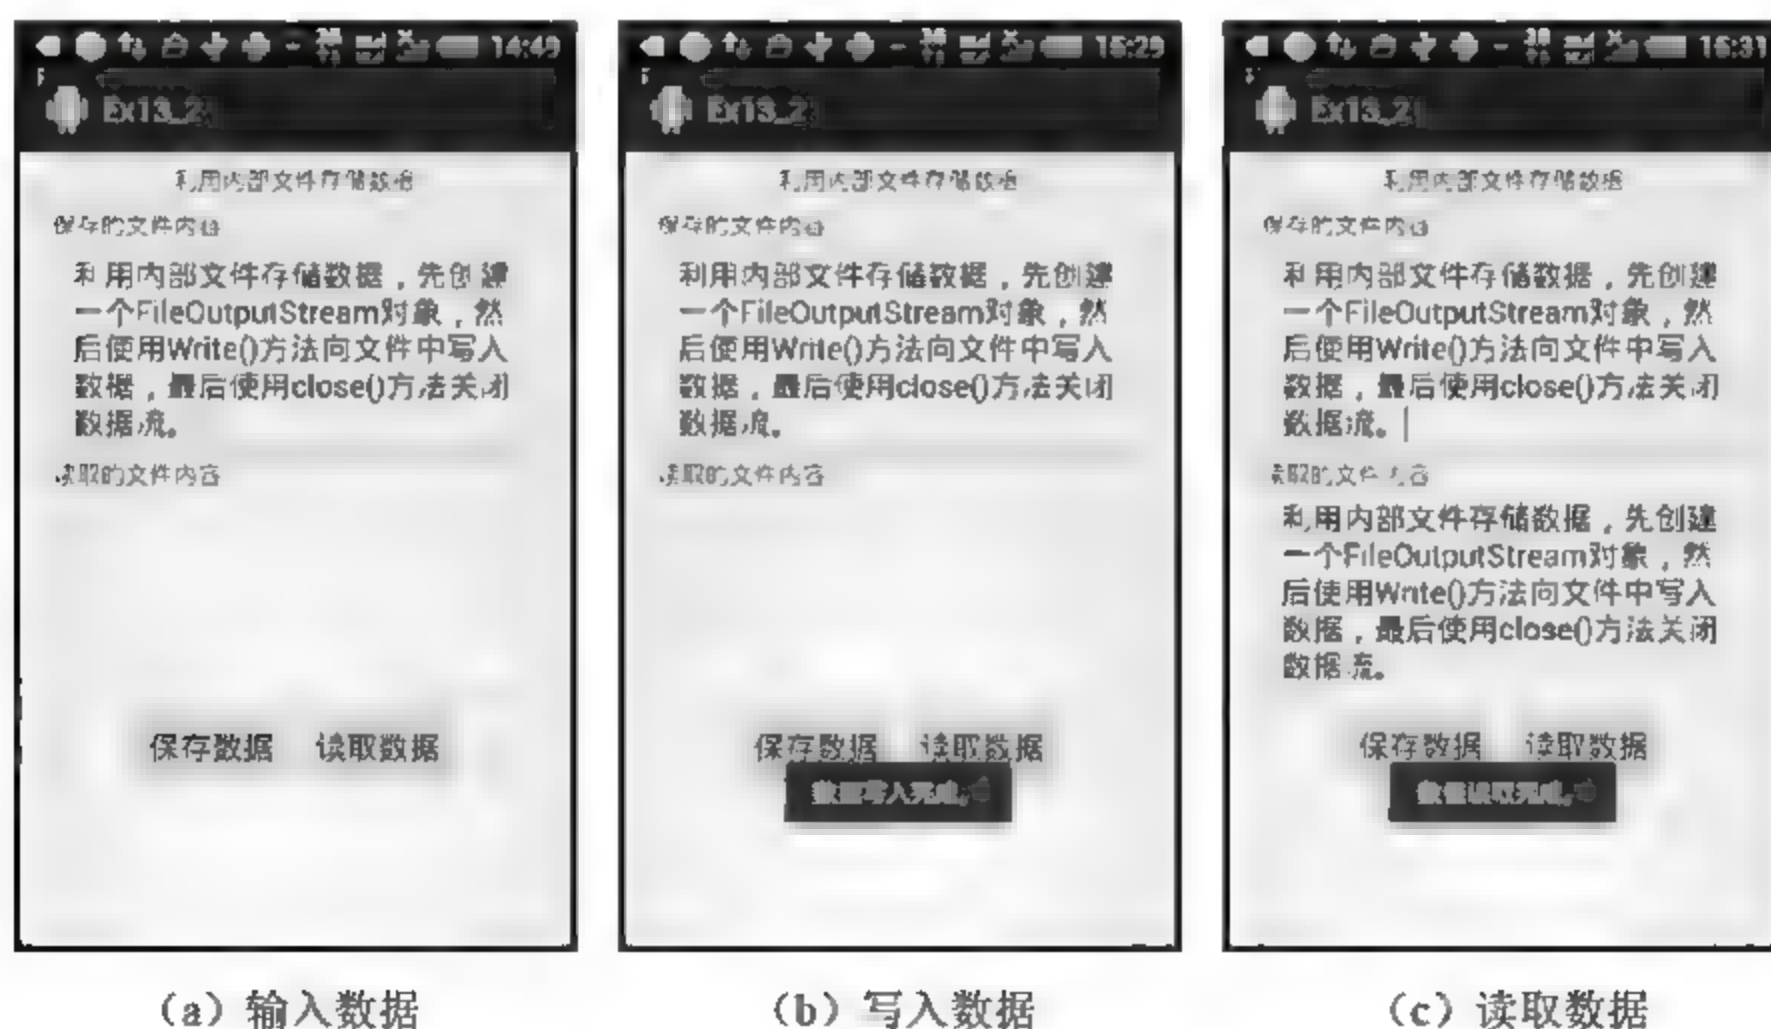 14:49
Ex13_2
利用内部文件存储数据
保存的文件内容
利用内部文件存储数据，先创建
一个FileOutputStream对象，然
后使用Write()方法向文件中写入
数据，最后使用close()方法关闭
数据流。
读取的文件内容
保存数据 读取数据
(a) 输入数据
15:29
Ex13_2
利用内部文件存储数据
保存的文件内容
利用内部文件存储数据，先创建
一个FileOutputStream对象，然
后使用Write()方法向文件中写入
数据，最后使用close()方法关闭
数据流。
读取的文件内容
保存数据 读取数据
数据写入完成
(b) 写入数据
15:31
Ex13_2
利用内部文件存储数据
保存的文件内容
利用内部文件存储数据，先创建
一个FileOutputStream对象，然
后使用Write()方法向文件中写入
数据，最后使用close()方法关闭
数据流。
读取的文件内容
利用内部文件存储数据，先创建
一个FileOutputStream对象，然
后使用Write()方法向文件中写入
数据，最后使用close()方法关闭
数据流。
保存数据 读取数据
数据读取完成
(c) 读取数据